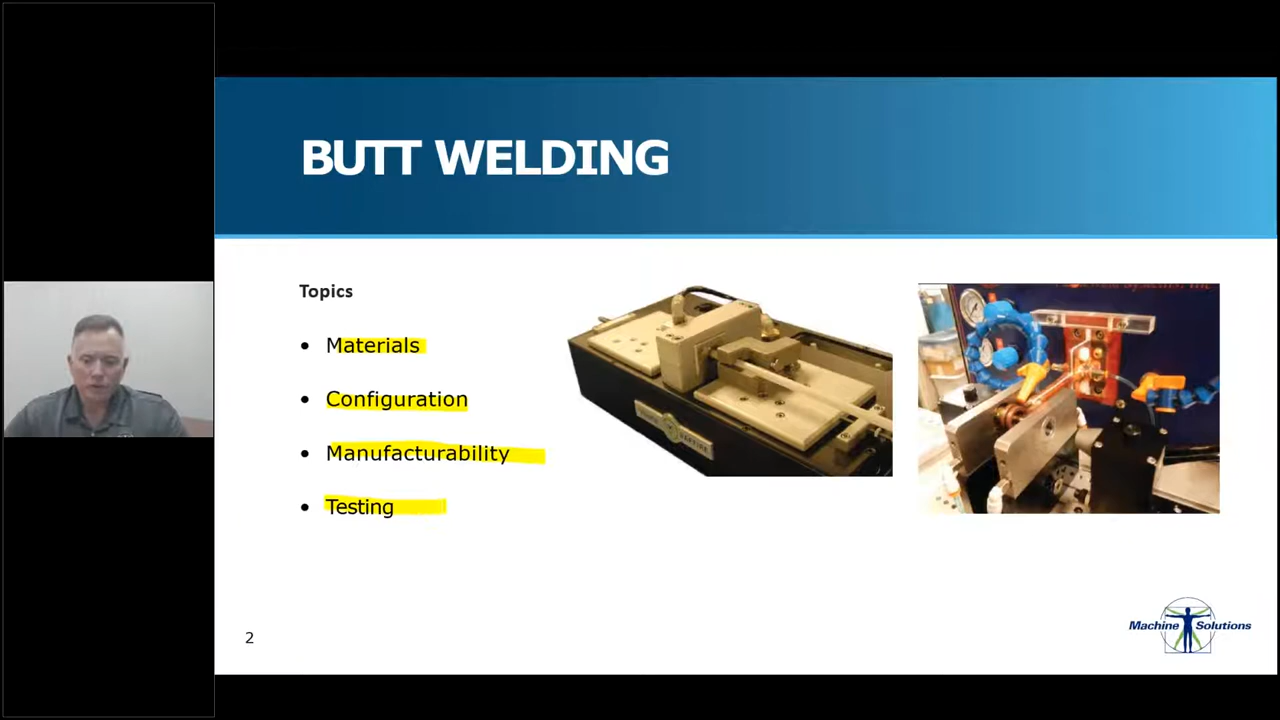 BUTT WELDING
Topics
• Materials
• Configuration
• Manufacturability
• Testing
2
Machine Solutions